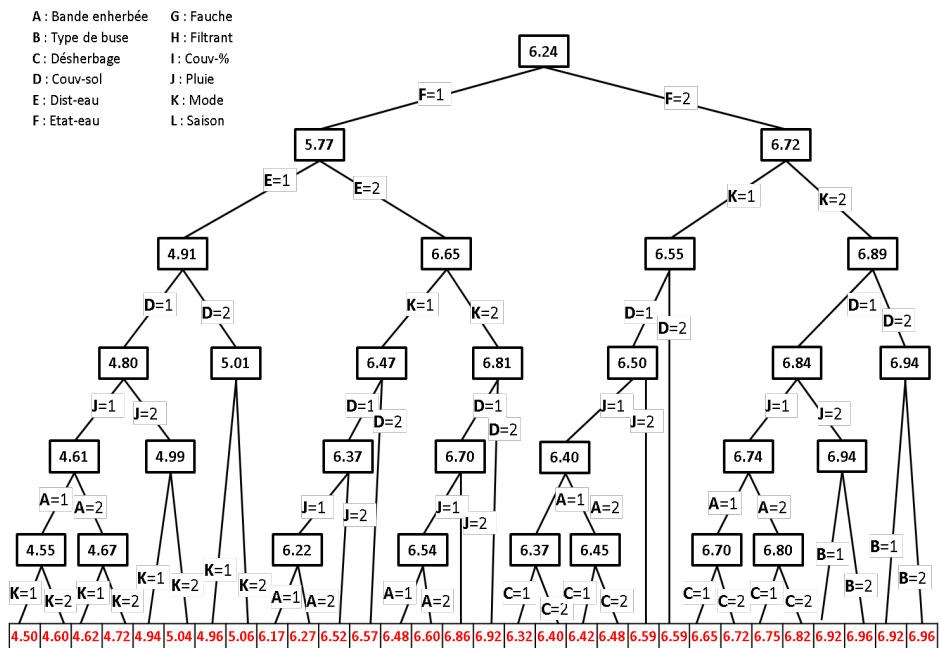 A : Bande enherbée G : Fauche
B : Type de buse H : Filtrant
C : Désherbage I : Couv-%
D : Couv-sol J : Pluie
E : Dist-eau K : Mode
F : Etat-eau L : Saison
6.24
F=1 F=2
5.77 6.72
E=1 E=2 K=1 K=2
4.91 6.65 6.55 6.89
D=1 D=2 K=1 K=2 D=1 D=2 D=1 D=2
4.80 5.01 6.47 6.81 6.50 6.84 6.94
J=1 J=2 D=1 D=2 D=1 D=2 J=1 J=2 J=1 J=2
4.61 4.99 6.37 6.70 6.40 6.74 6.94
A=1 A=2 J=1 J=2 J=1 J=2 A=1 A=2 A=1 A=2
4.55 4.67 6.22 6.54 6.37 6.45 6.70 6.80 B=1 B=1
K=1 K=2 K=1 K=2 K=1 K=2 K=1 K=2 A=1 A=2 A=1 A=2 C=1 C=2 C=1 C=2 C=1 C=2 C=1 C=2 B=2 B=2
4.50 4.60 4.62 4.72 4.94 5.04 4.96 5.06 6.17 6.27 6.52 6.57 6.48 6.60 6.86 6.92 6.32 6.40 6.42 6.48 6.59 6.59 6.65 6.72 6.75 6.82 6.92 6.96 6.92 6.96